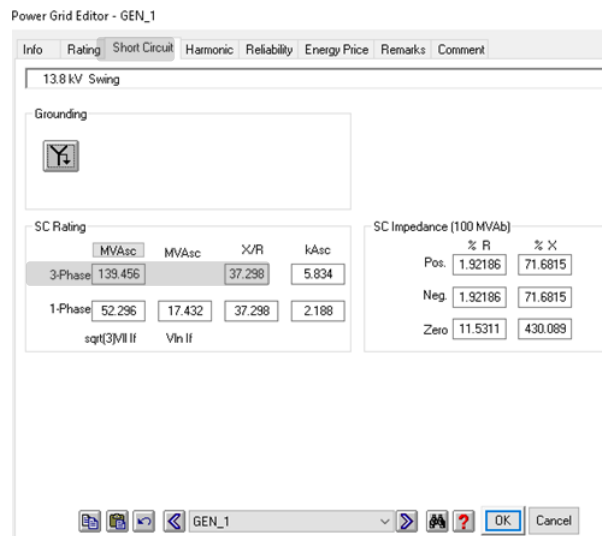 Power Grid Editor - GEN_1
Info Rating Short Circuit Harmonic Reliability Energy Price Remarks Comment
13.8 kV Swing
Grounding
SC Rating
MVAsc MVAsc X/R kAsc
3-Phase 139.456 37.298 5.834
1-Phase 52.296 17.432 37.298 2.188
sqrt(3)Vll If Vln If
SC Impedance (100 MVAb)
% R % X
Pos. 1.92186 71.6815
Neg. 1.92186 71.6815
Zero 11.5311 430.089
GEN_1 ? OK Cancel